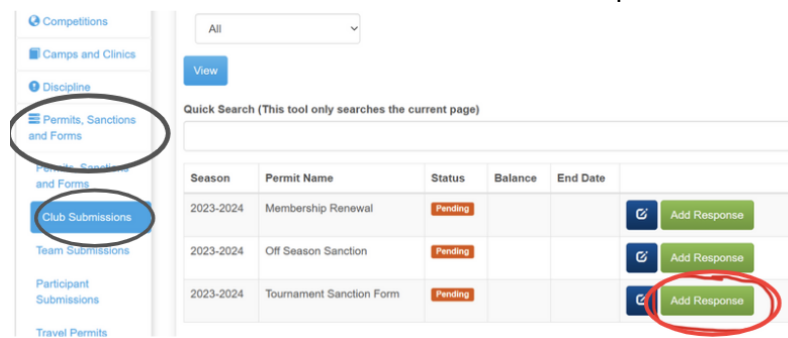 Competitions
Camps and Clinics
Discipline
Permits, Sanctions
and Forms
Permits, Sanctions
and Forms
Club Submissions
Team Submissions
Participant
Submissions
Travel Permits
All
View
Quick Search (This tool only searches the current page)
Season Permit Name Status Balance End Date
2023-2024 Membership Renewal Pending Add Response
2023-2024 Off Season Sanction Pending Add Response
2023-2024 Tournament Sanction Form Pending Add Response